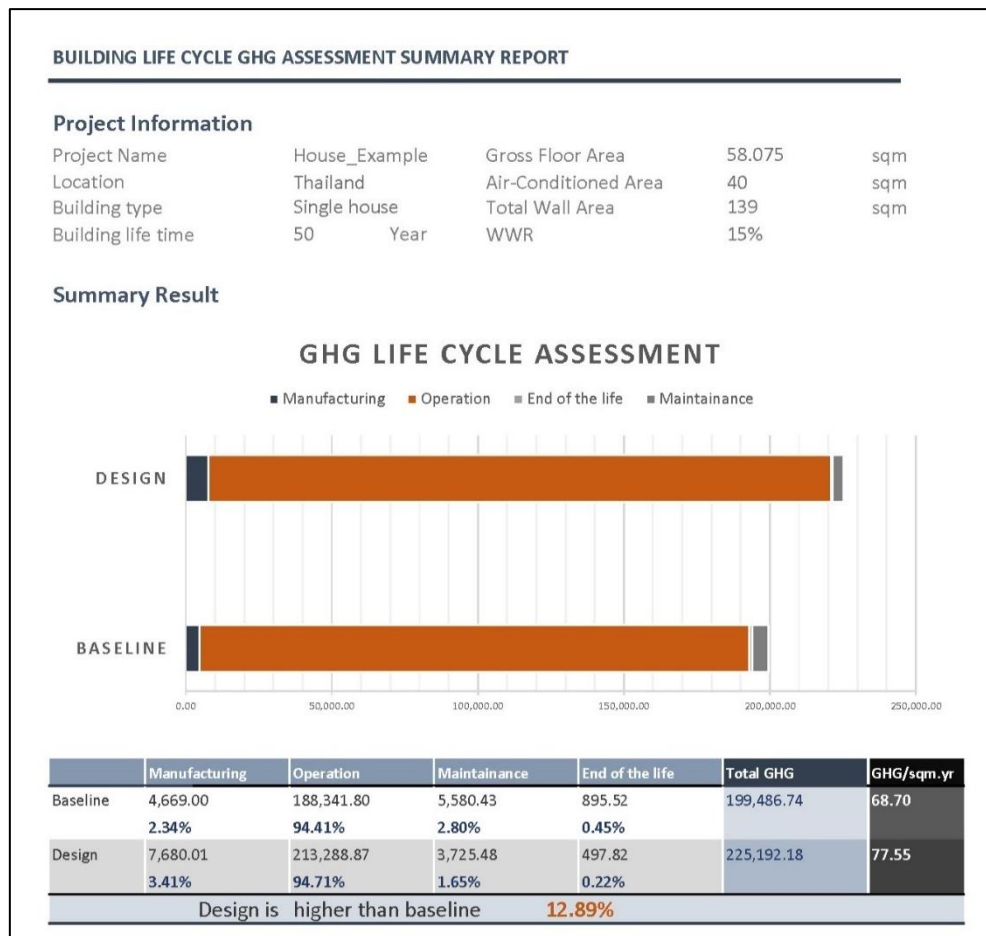 BUILDING LIFE CYCLE GHG ASSESSMENT SUMMARY REPORT
Project Information
Project Name House_Example Gross Floor Area 58.075 sqm
Location Thailand Air-Conditioned Area 40 sqm
Building type Single house Total Wall Area 139 sqm
Building life time 50 Year WWR 15%
Summary Result
GHG LIFE CYCLE ASSESSMENT
Manufacturing Operation End of the life Maintainance
DESIGN
BASELINE
0.00 50,000.00 100,000.00 150,000.00 200,000.00 250,000.00
Manufacturing Operation Maintainance End of the life Total GHG GHG/sqm.yr
Baseline 4,669.00 188,341.80 5,580.43 895.52 199,486.74 68.70
2.34% 94.41% 2.80% 0.45%
Design 7,680.01 213,288.87 3,725.48 497.82 225,192.18 77.55
3.41% 94.71% 1.65% 0.22%
Design is higher than baseline 12.89%